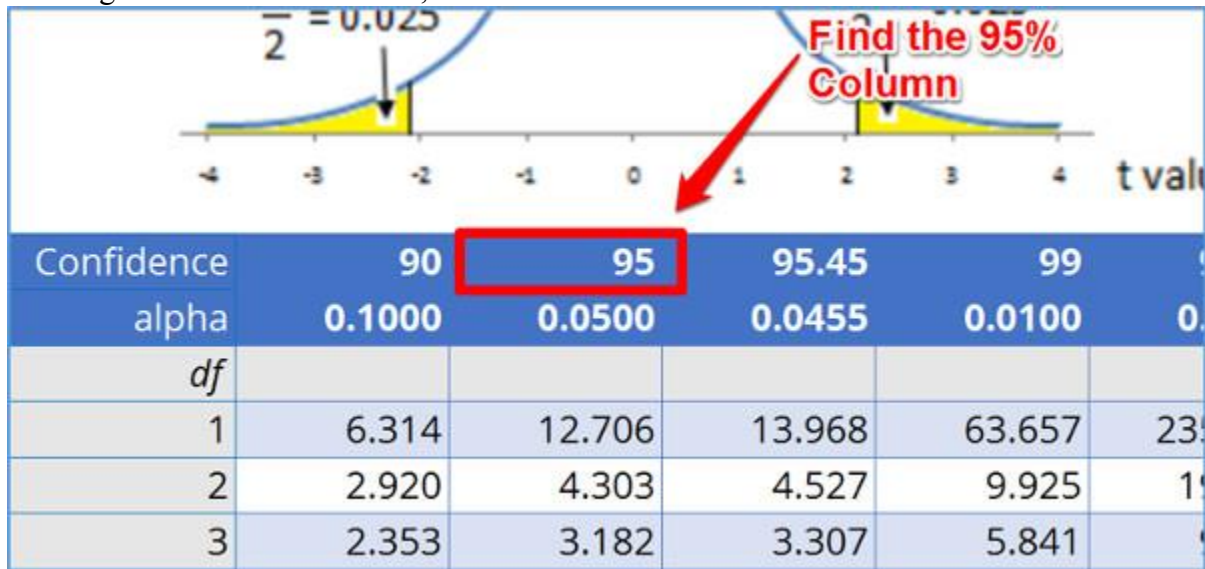 = 0.025
2
Find the 95%
Column
-4 -3 -2 -1 0 1 2 3 4
Confidence 90 95 95.45 99
alpha 0.1000 0.0500 0.0455 0.0100
df
1 6.314 12.706 13.968 63.657
2 2.920 4.303 4.527 9.925
3 2.353 3.182 3.307 5.841